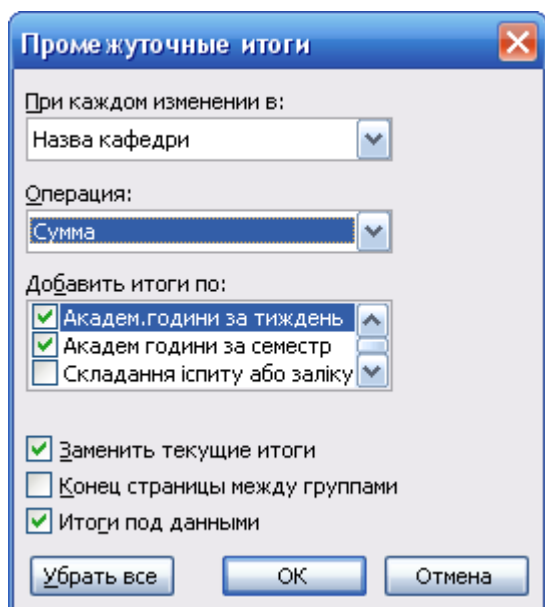 Промежуточные итоги
При каждом изменении в:
Назва кафедри
Операция:
Сумма
Добавить итоги по:
Академ.години за тиждень
Академ години за семестр
Складання іспиту або заліку
Заменить текущие итоги
Конец страницы между группами
Итоги под данными
Убрать все ОК Отмена